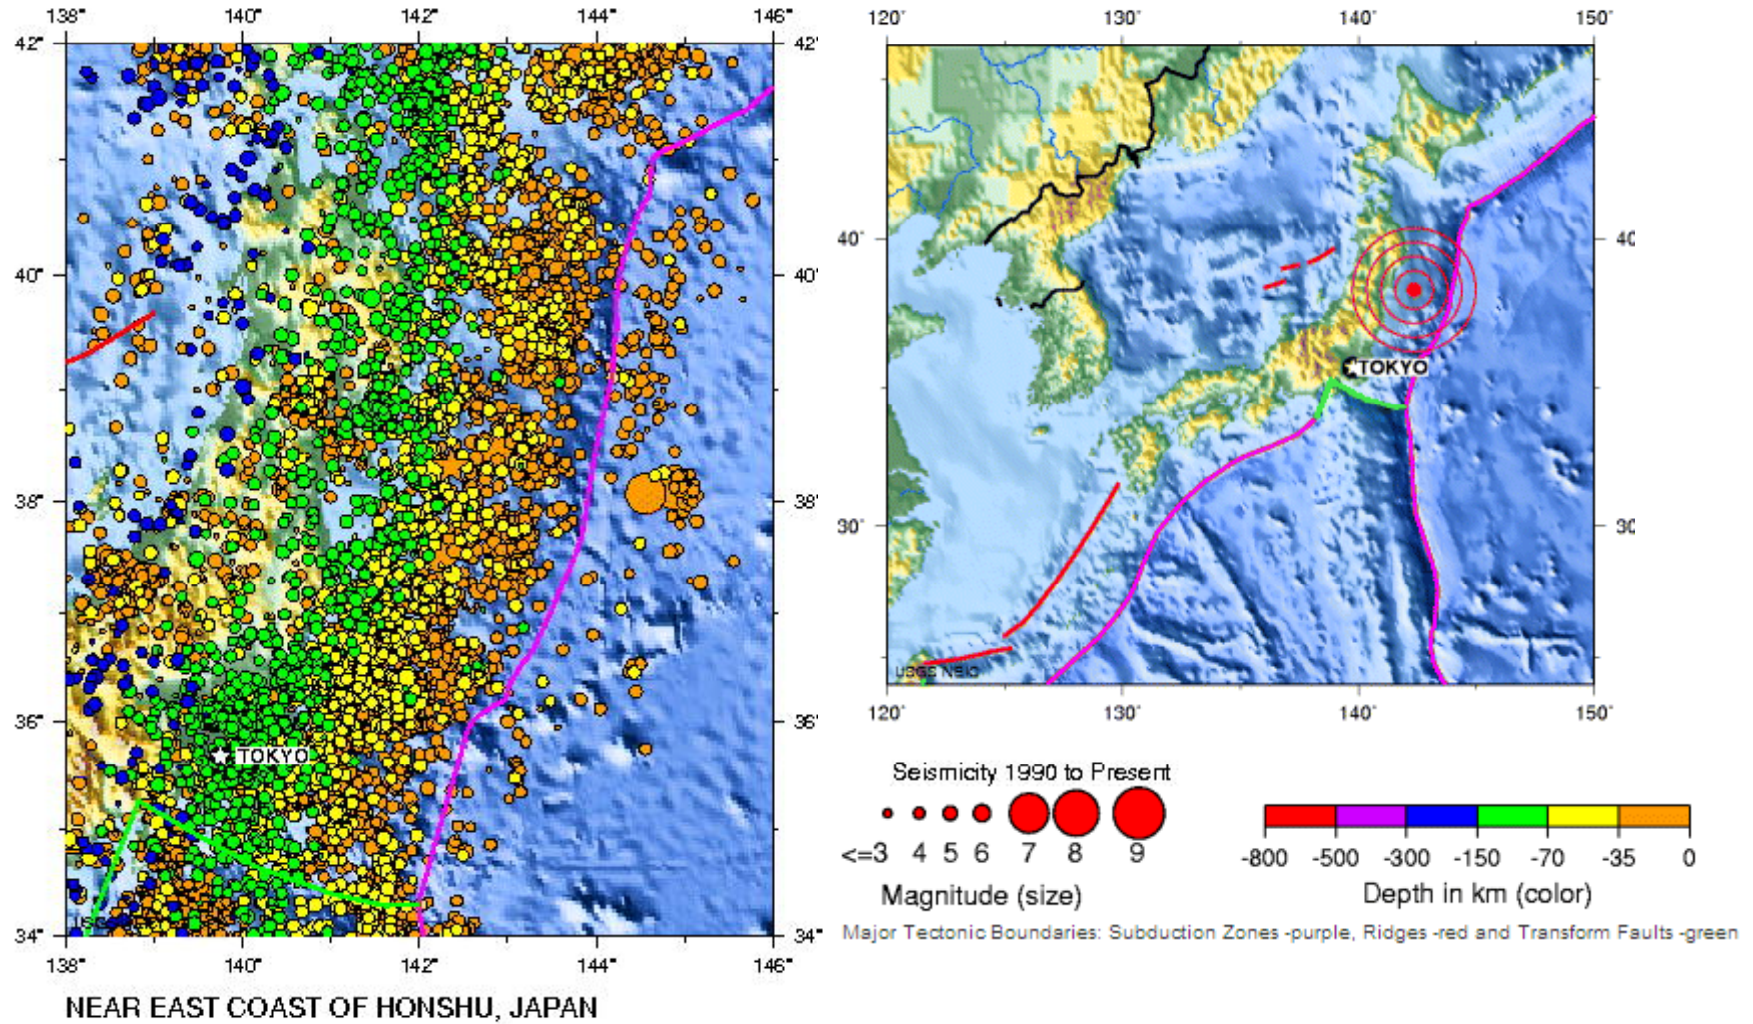 138° 140° 142° 144° 146°
42° 42°
40° 40°
38° 38°
36° 36°
TOKYO
34° 34°
138° 140° 142° 144° 146°
NEAR EAST COAST OF HONSHU, JAPAN
120° 130° 140° 150°
40° 40
TOKYO
30° 30
USGS NEIC
120° 130° 140° 150°
Seismicity 1990 to Present
<=3 4 5 6 7 8 9
Magnitude (size)
-800 -500 -300 -150 -70 -35 0
Depth in km (color)
Major Tectonic Boundaries: Subduction Zones -purple, Ridges -red and Transform Faults -green